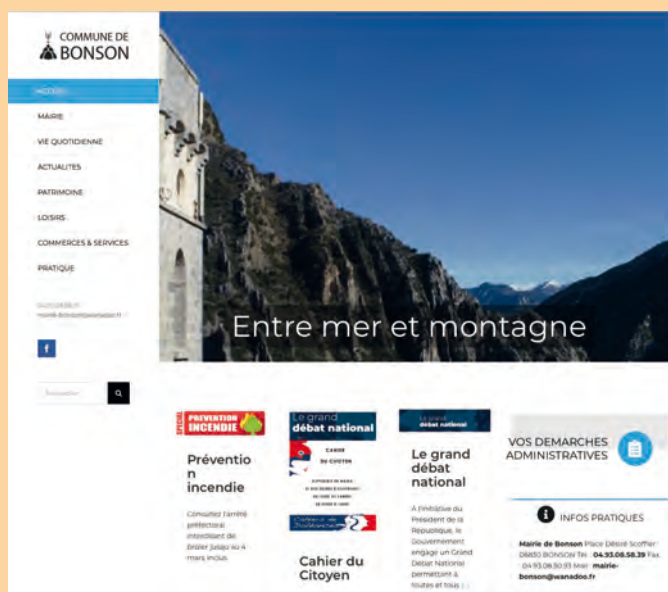 COMMUNE DE
BONSON
ACCUEIL
MAIRIE
VIE QUOTIDIENNE
ACTUALITES
PATRIMOINE
LOISIRS
COMMERCES & SERVICES
PRATIQUE
Entre mer et montagne
SPECIAL
PREVENTION
INCENDIE
Préventio
n
incendie
Consultez l'arrêté
préfectoral
interdisant de
brûler jusqu'au 4
mars inclus.
Le grand
débat national
CAHIER
DU CITOYEN
Cahier du
Citoyen
Le grand
débat national
Le grand
débat
national
A l'initiative du
Président de la
République, le
Gouvernement
engage un Grand
Débat National
permettant à
toutes et tous
VOS DEMARCHES
ADMINISTRATIVES
INFOS PRATIQUES
Mairie de Bonson Place Désiré Scoffier
06830 BONSON Tél : 04.93.08.58.39 Fax
: 04.93.08.50.93 Mail : mairie-
bonson@wanadoo.fr